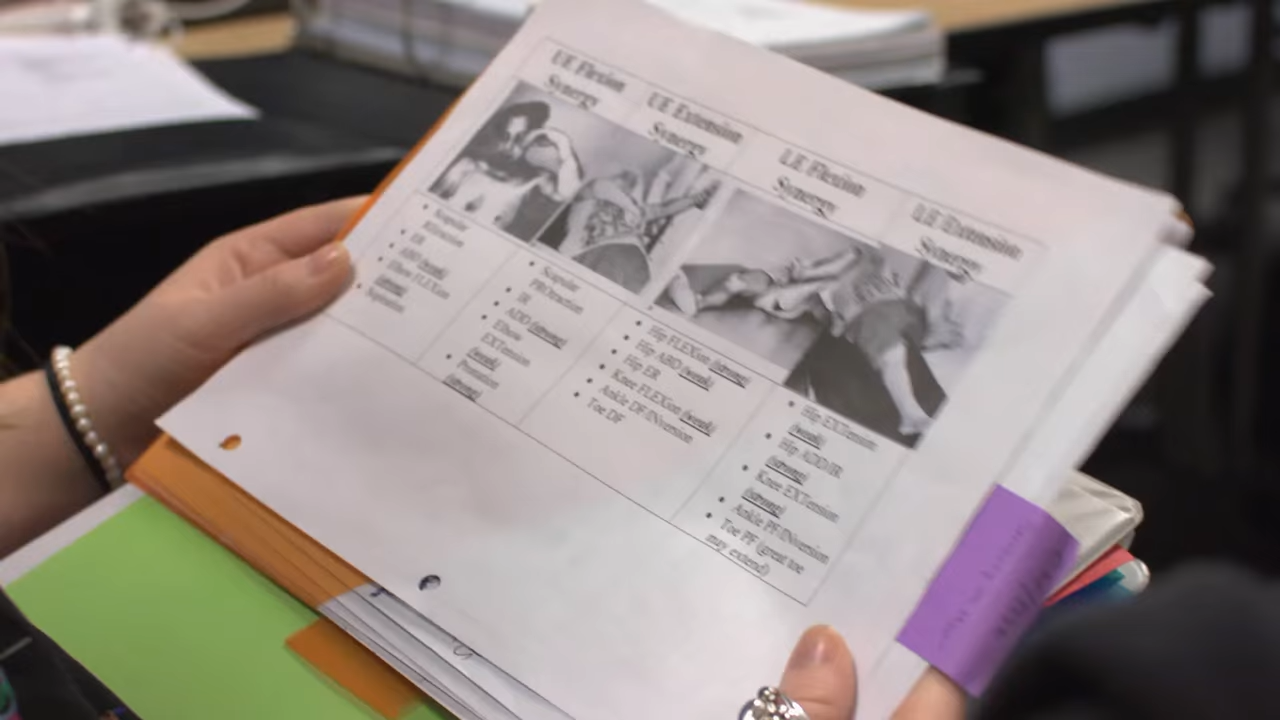 UE Flexion
Synergy
UE Extension
Synergy
LE Flexion
Synergy
LE Extension
Synergy
• Scapular
REtraction
• ER
• ABD (weak)
• Elbow FLEXion
(strong)
• Supination
• Scapular
PROtraction
• IR
• ADD (strong)
• Elbow
EXTension
(weak)
• Pronation
(strong)
• Hip FLEXion (strong)
• Hip ABD (weak)
• Hip ER
• Knee FLEXion (weak)
• Ankle DF/INversion
• Toe DF
• Hip EXTension
(weak)
• Hip ADD/IR
(strong)
• Knee EXTension
(strong)
• Ankle PF/INversion
• Toe PF (great toe
may extend)